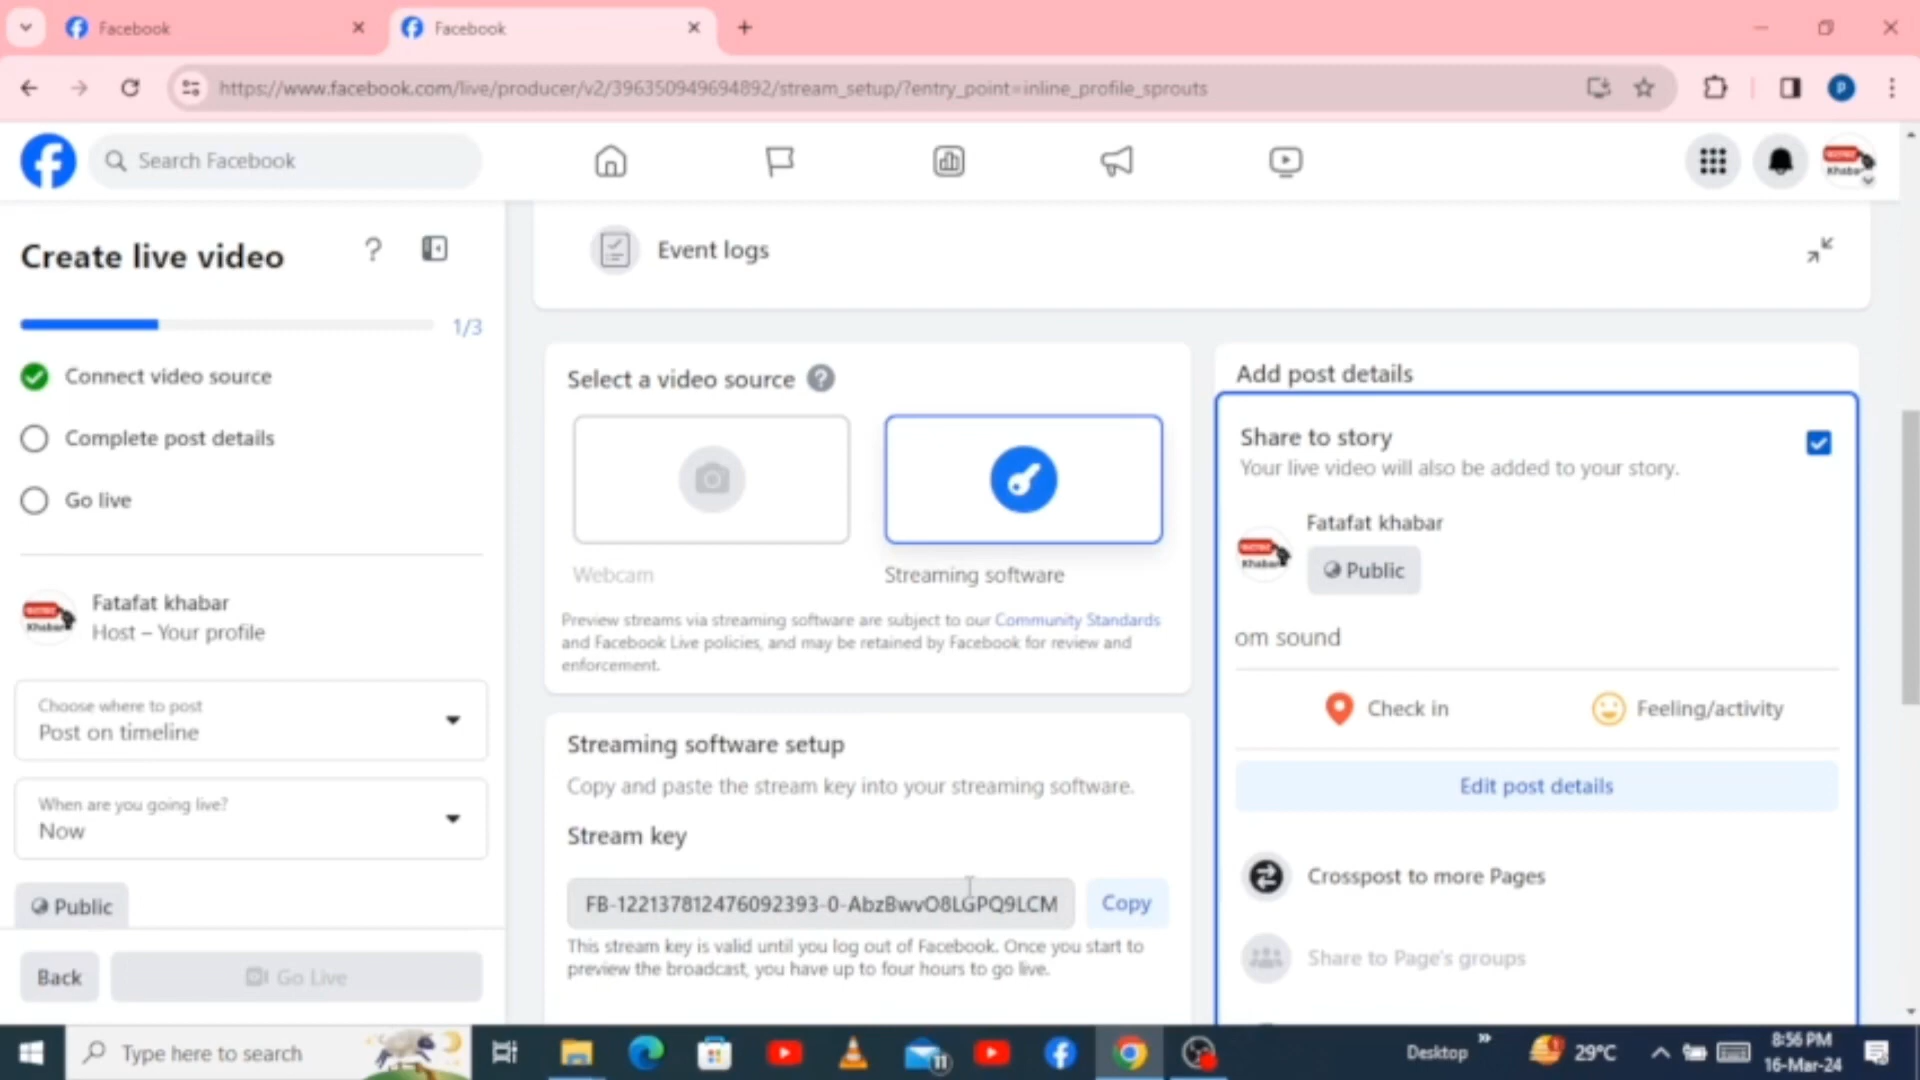 Facebook
Facebook
https://www.facebook.com/live/producer/v2/396350949694892/stream_setup/?entry_point=inline_profile_sprouts
P
Search Facebook
Khabar
Create live video
1/3
Connect video source
Complete post details
Go live
Khabar
Fatafat khabar
Host – Your profile
Choose where to post
Post on timeline
When are you going live?
Now
Public
Back
Go Live
Event logs
Select a video source
Webcam
Streaming software
Preview streams via streaming software are subject to our Community Standards
and Facebook Live policies, and may be retained by Facebook for review and
enforcement.
Streaming software setup
Copy and paste the stream key into your streaming software.
Stream key
FB-122137812476092393-0-AbzBwvO8LGPQ9LCM
Copy
This stream key is valid until you log out of Facebook. Once you start to
preview the broadcast, you have up to four hours to go live.
Add post details
Share to story
Your live video will also be added to your story.
Khabar
Fatafat khabar
Public
om sound
Check in
Feeling/activity
Edit post details
Crosspost to more Pages
Share to Page's groups
Type here to search
11
Desktop
29°C
8:56 PM
16-Mar-24